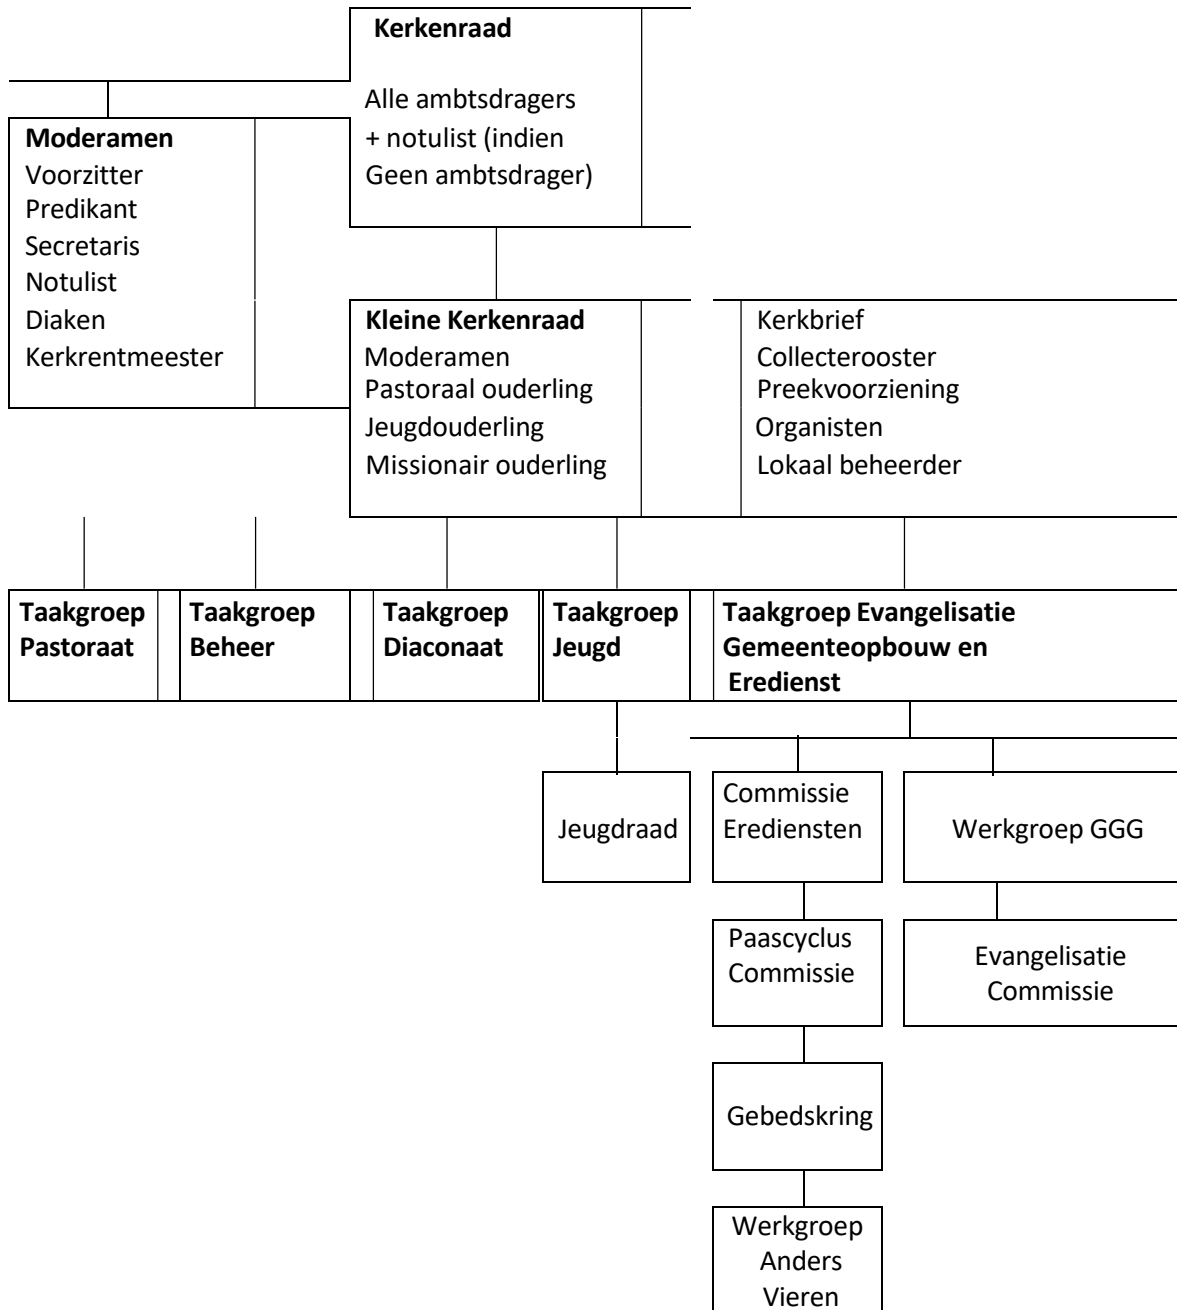 Kerkenraad
Alle ambtsdragers
+ notulist (indien
Geen ambtsdrager)
Moderamen
Voorzitter
Predikant
Secretaris
Notulist
Diaken
Kerkrentmeester
Kleine Kerkenraad
Moderamen
Pastoraal ouderling
Jeugdouderling
Missionair ouderling
Kerkbrief
Collecterooster
Preekvoorziening
Organisten
Lokaal beheerder
Taakgroep
Pastoraat
Taakgroep
Beheer
Taakgroep
Diaconaat
Taakgroep
Jeugd
Taakgroep Evangelisatie
Gemeenteopbouw en
Eredienst
Jeugdraad
Commissie
Erediensten
Werkgroep GGG
Paascyclus
Commissie
Evangelisatie
Commissie
Gebedskring
Werkgroep
Anders
Vieren